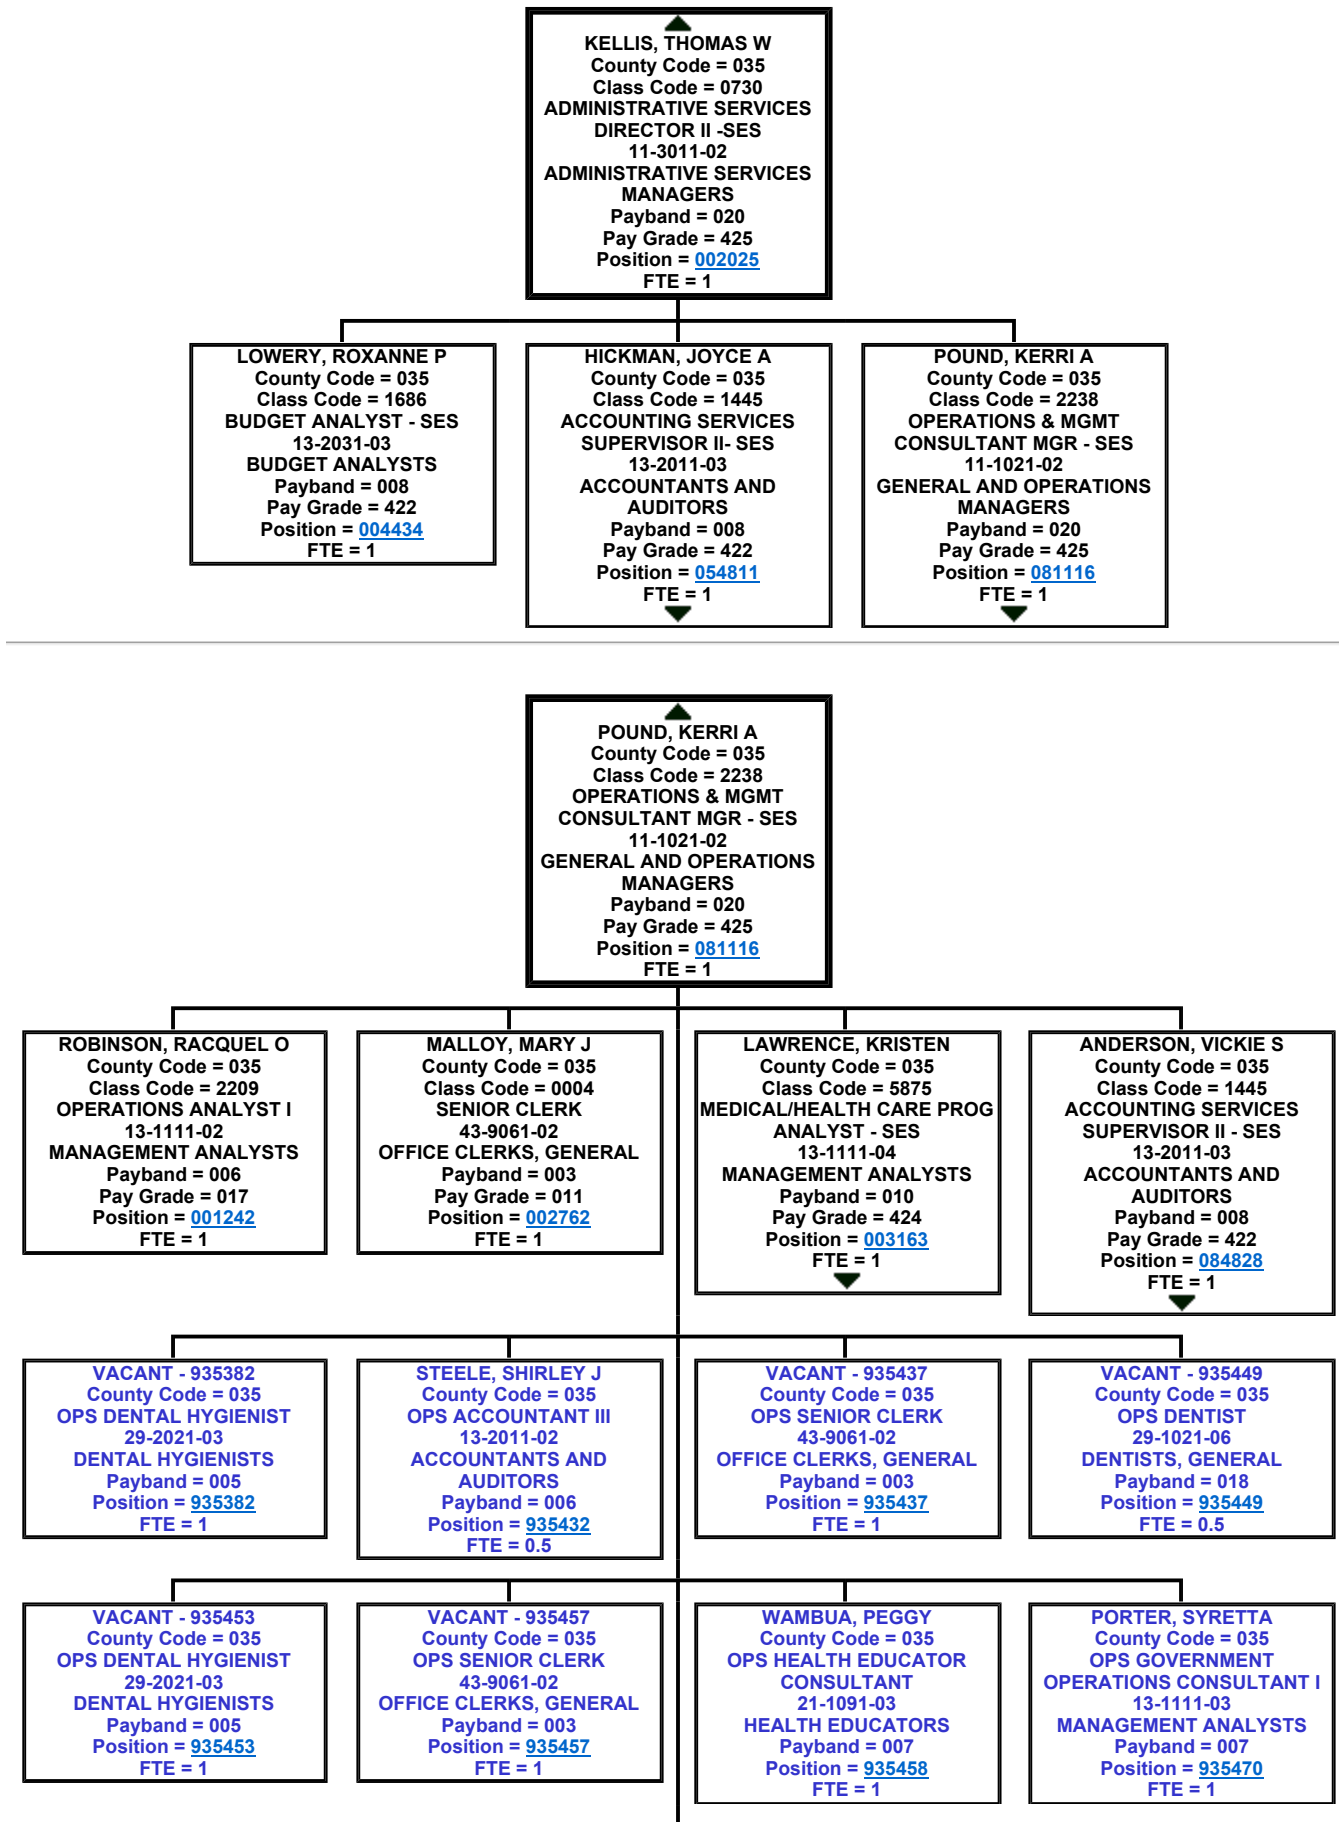 KELLIS, THOMAS W
County Code = 035
Class Code = 0730
ADMINISTRATIVE SERVICES
DIRECTOR II -SES
11-3011-02
ADMINISTRATIVE SERVICES
MANAGERS
Payband = 020
Pay Grade = 425
Position = 002025
FTE = 1
LOWERY, ROXANNE P
County Code = 035
Class Code = 1686
BUDGET ANALYST - SES
13-2031-03
BUDGET ANALYSTS
Payband = 008
Pay Grade = 422
Position = 004434
FTE = 1
HICKMAN, JOYCE A
County Code = 035
Class Code = 1445
ACCOUNTING SERVICES
SUPERVISOR II- SES
13-2011-03
ACCOUNTANTS AND
AUDITORS
Payband = 008
Pay Grade = 422
Position = 054811
FTE = 1
POUND, KERRI A
County Code = 035
Class Code = 2238
OPERATIONS & MGMT
CONSULTANT MGR - SES
11-1021-02
GENERAL AND OPERATIONS
MANAGERS
Payband = 020
Pay Grade = 425
Position = 081116
FTE = 1
POUND, KERRI A
County Code = 035
Class Code = 2238
OPERATIONS & MGMT
CONSULTANT MGR - SES
11-1021-02
GENERAL AND OPERATIONS
MANAGERS
Payband = 020
Pay Grade = 425
Position = 081116
FTE = 1
ROBINSON, RACQUEL O
County Code = 035
Class Code = 2209
OPERATIONS ANALYST I
13-1111-02
MANAGEMENT ANALYSTS
Payband = 006
Pay Grade = 017
Position = 001242
FTE = 1
MALLOY, MARY J
County Code = 035
Class Code = 0004
SENIOR CLERK
43-9061-02
OFFICE CLERKS, GENERAL
Payband = 003
Pay Grade = 011
Position = 002762
FTE = 1
LAWRENCE, KRISTEN
County Code = 035
Class Code = 5875
MEDICAL/HEALTH CARE PROG
ANALYST - SES
13-1111-04
MANAGEMENT ANALYSTS
Payband = 010
Pay Grade = 424
Position = 003163
FTE = 1
ANDERSON, VICKIE S
County Code = 035
Class Code = 1445
ACCOUNTING SERVICES
SUPERVISOR II - SES
13-2011-03
ACCOUNTANTS AND
AUDITORS
Payband = 008
Pay Grade = 422
Position = 084828
FTE = 1
VACANT - 935382
County Code = 035
OPS DENTAL HYGIENIST
29-2021-03
DENTAL HYGIENISTS
Payband = 005
Position = 935382
FTE = 1
STEELE, SHIRLEY J
County Code = 035
OPS ACCOUNTANT III
13-2011-02
ACCOUNTANTS AND
AUDITORS
Payband = 006
Position = 935432
FTE = 0.5
VACANT - 935437
County Code = 035
OPS SENIOR CLERK
43-9061-02
OFFICE CLERKS, GENERAL
Payband = 003
Position = 935437
FTE = 1
VACANT - 935449
County Code = 035
OPS DENTIST
29-1021-06
DENTISTS, GENERAL
Payband = 018
Position = 935449
FTE = 0.5
VACANT - 935453
County Code = 035
OPS DENTAL HYGIENIST
29-2021-03
DENTAL HYGIENISTS
Payband = 005
Position = 935453
FTE = 1
VACANT - 935457
County Code = 035
OPS SENIOR CLERK
43-9061-02
OFFICE CLERKS, GENERAL
Payband = 003
Position = 935457
FTE = 1
WAMBUA, PEGGY
County Code = 035
OPS HEALTH EDUCATOR
CONSULTANT
21-1091-03
HEALTH EDUCATORS
Payband = 007
Position = 935458
FTE = 1
PORTER, SYRETTA
County Code = 035
OPS GOVERNMENT
OPERATIONS CONSULTANT I
13-1111-03
MANAGEMENT ANALYSTS
Payband = 007
Position = 935470
FTE = 1